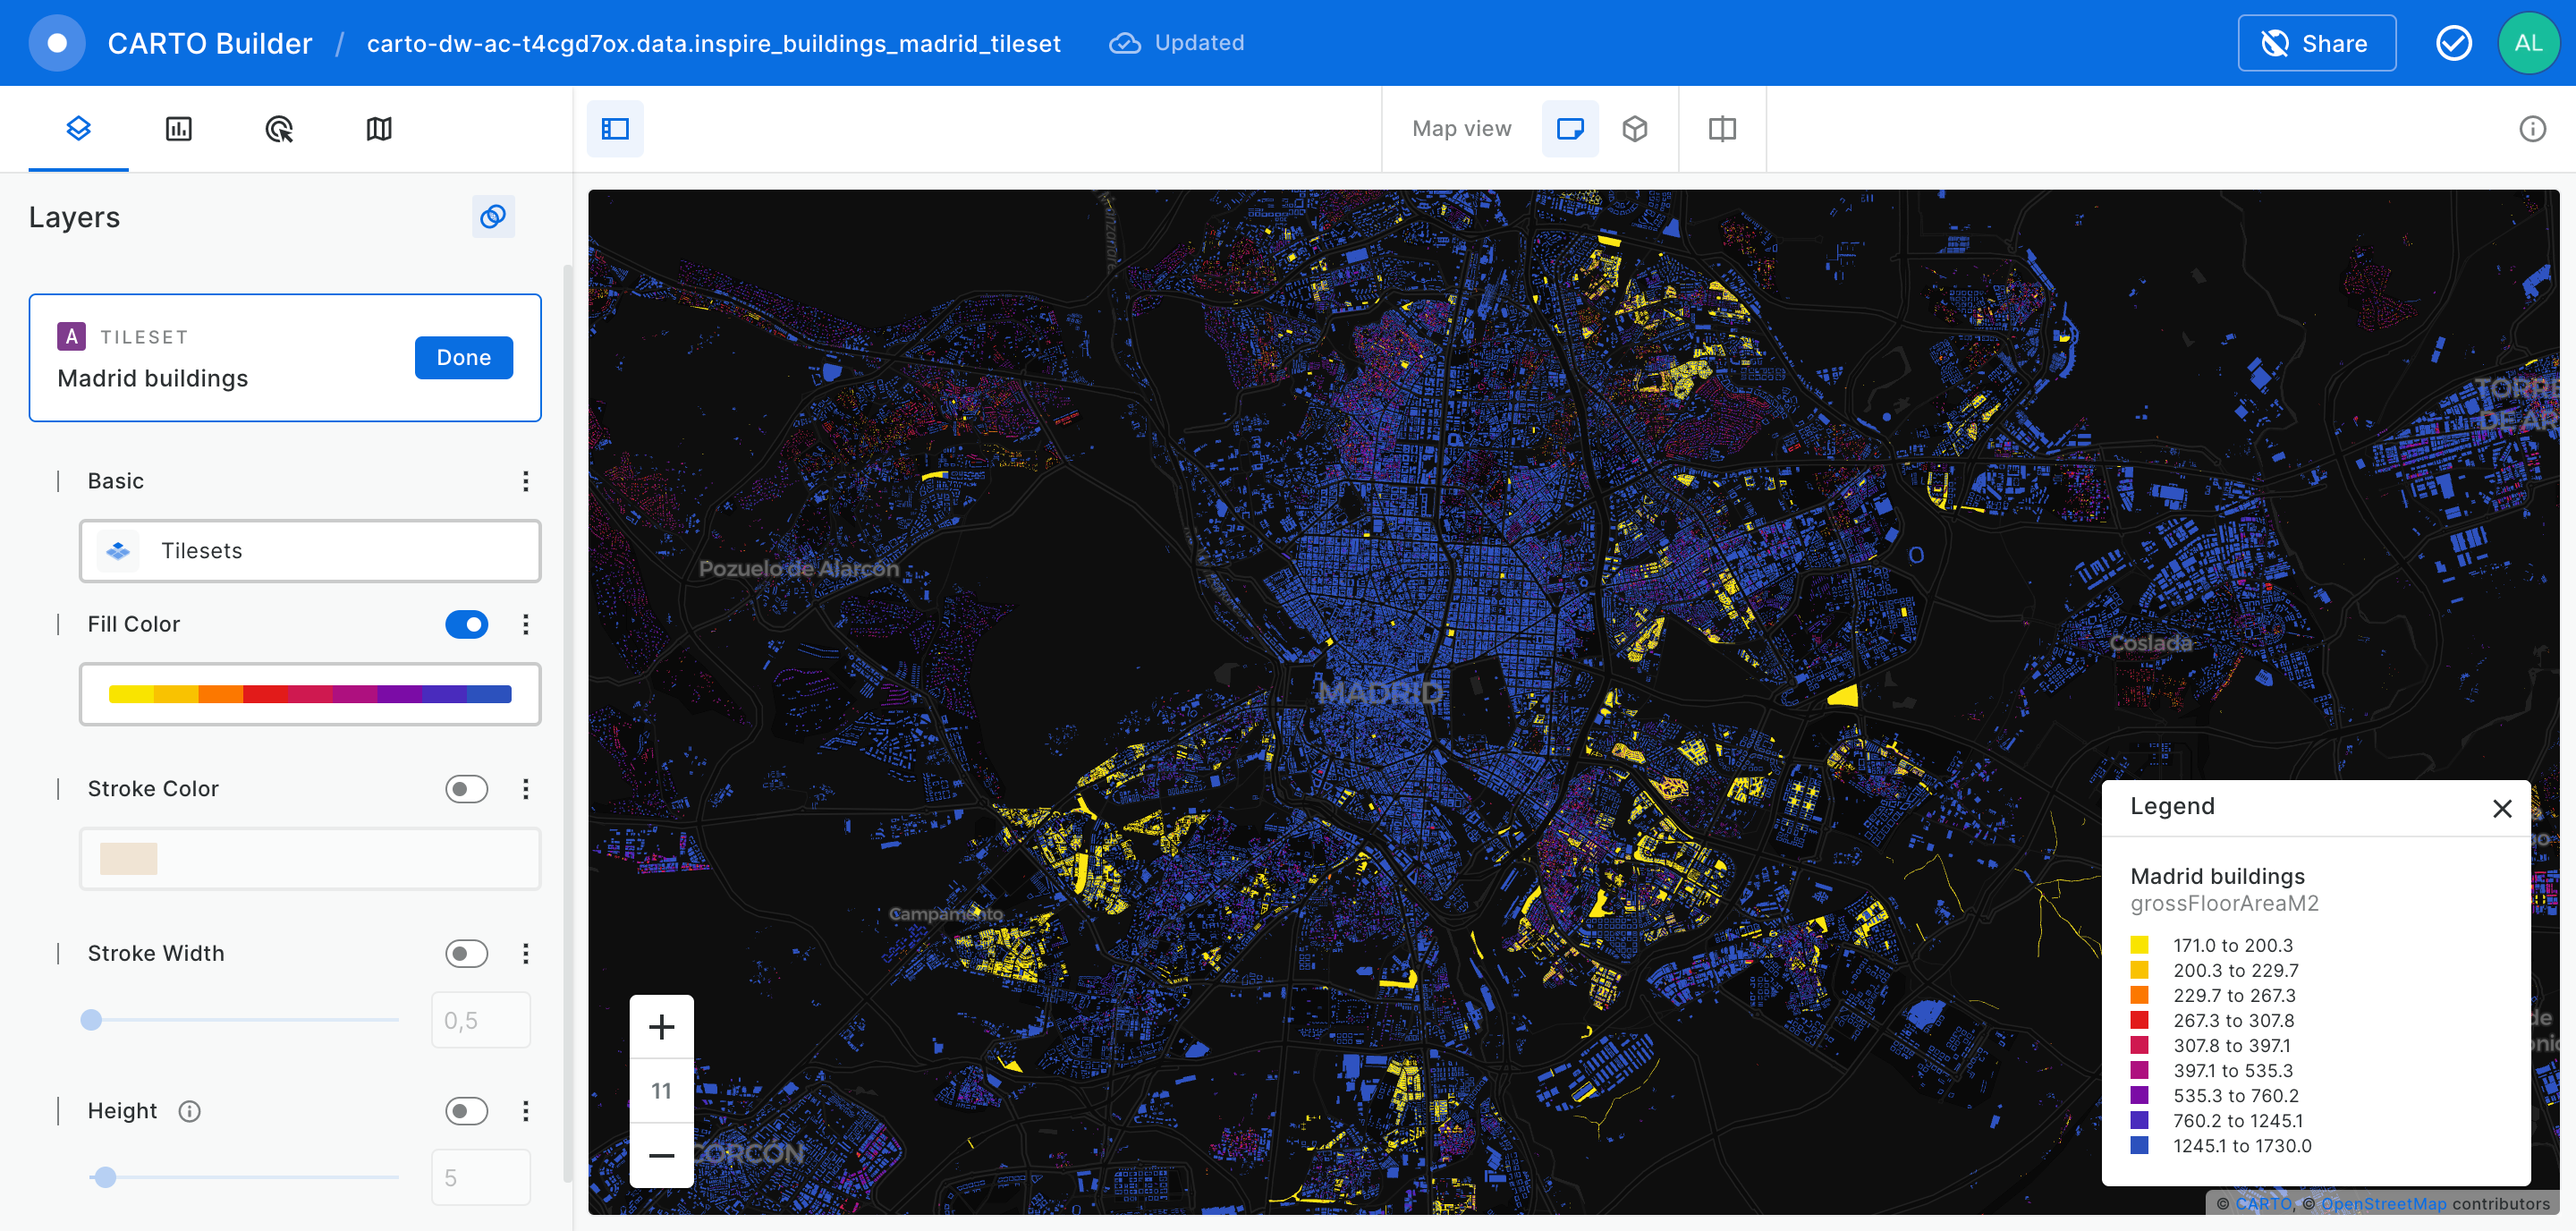 CARTO Builder / carto-dw-ac-t4cgd7ox.data.inspire_buildings_madrid_tileset Updated Share AL
Map view
Layers
A TILESET
Madrid buildings
Done
Basic
Tilesets
Fill Color
Stroke Color
Stroke Width
0,5
Height
5
Pozuelo de Alarcón
MADRID
Campamento
Coslada
TORRE
DE AR
CORCÓN
+
11
−
Legend
Madrid buildings
grossFloorAreaM2
171.0 to 200.3
200.3 to 229.7
229.7 to 267.3
267.3 to 307.8
307.8 to 397.1
397.1 to 535.3
535.3 to 760.2
760.2 to 1245.1
1245.1 to 1730.0
de
© CARTO, © OpenStreetMap contributors